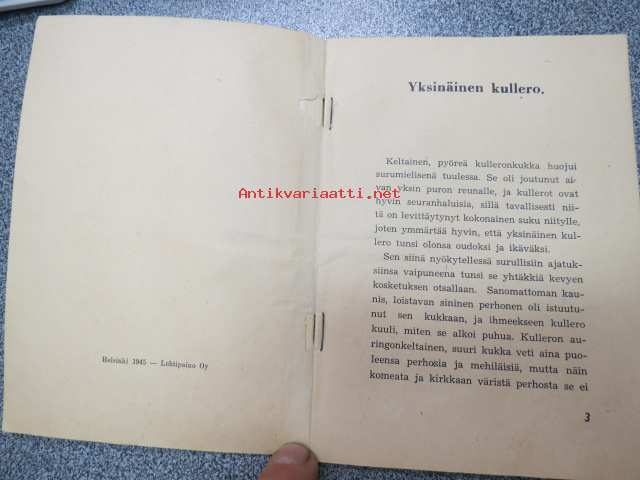 Helsinki 1945 — Lehtipaino Oy
Yksinäinen kullero.
Keltainen, pyöreä kulleronkukka huojui
surumielisenä tuulessa. Se oli joutunut ai-
van yksin puron reunalle, ja kullerot ovat
Antikvariaatti.net
hyvin seuranhaluisia, sillä tavallisesti nii-
tä on levittäytynyt kokonainen suku niitylle,
joten ymmärtää hyvin, että yksinäinen kul-
lero tunsi olonsa oudoksi ja ikäväksi.
Sen siinä nyökytellessä surullisiin ajatuk-
siinsa vaipuneena tunsi se yhtäkkiä kevyen
kosketuksen otsallaan. Sanomattoman kau-
nis, loistavan sininen perhonen oli istuutu-
nut sen kukkaan, ja ihmeekseen kullero
kuuli, miten se alkoi puhua. Kulleron au-
ringonkeltainen, suuri kukka veti aina puo-
leensa perhosia ja mehiläisiä, mutta näin
komeata ja kirkkaan väristä perhosta se ei
3